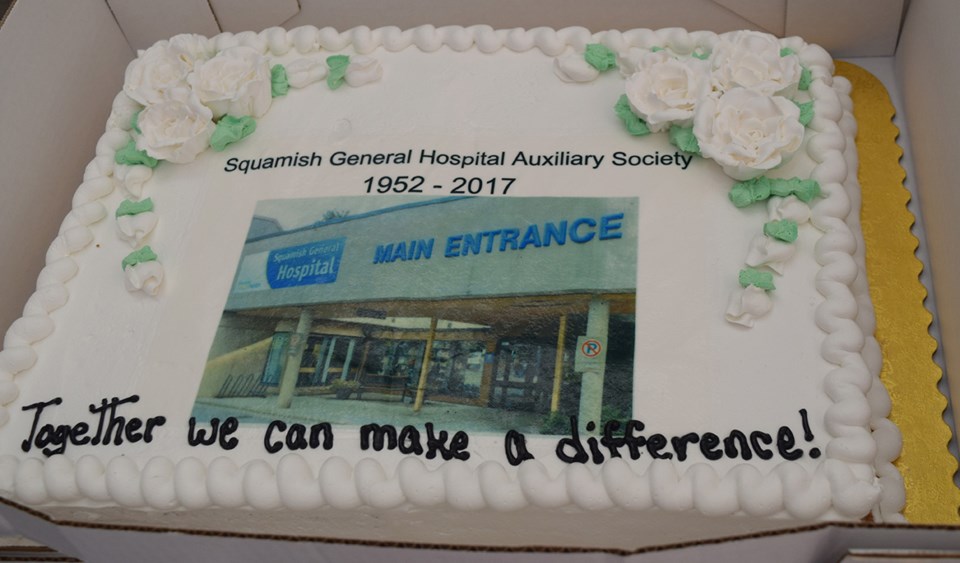 Squamish General Hospital Auxiliary Society
1952 - 2017
Squamish General
Hospital
MAIN ENTRANCE
P
Together we can make a difference!